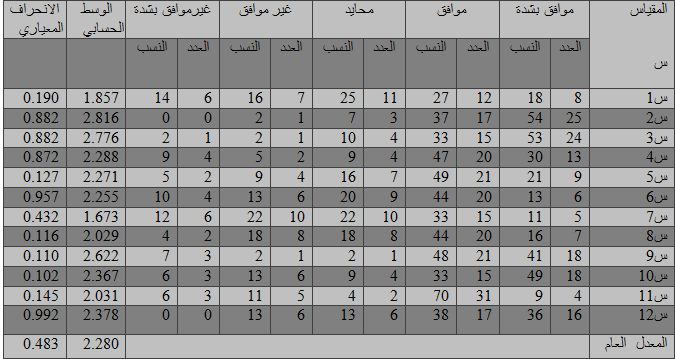 المقياس موافق بشدة موافق محايد غير موافق غيرموافق بشدة الوسط الحسابي الانحراف المعياري
س العدد النسب العدد النسب العدد النسب العدد النسب العدد النسب
س1 8 18 12 27 11 25 7 16 6 14 1.857 0.190
س2 25 54 17 37 3 7 1 2 0 0 2.816 0.882
س3 24 53 15 33 4 10 1 2 1 2 2.776 0.882
س4 13 30 20 47 4 9 2 5 4 9 2.288 0.872
س5 9 21 21 49 7 16 4 9 2 5 2.271 0.127
س6 6 13 20 44 9 20 6 13 4 10 2.255 0.957
س7 5 11 15 33 10 22 10 22 6 12 1.673 0.432
س8 7 16 20 44 8 18 8 18 2 4 2.029 0.116
س9 18 41 21 48 1 2 1 2 3 7 2.622 0.110
س10 18 49 15 33 4 9 6 13 3 6 2.367 0.102
س11 9 4 31 70 2 4 5 11 3 6 2.031 0.145
س12 16 36 17 38 6 13 6 13 0 0 2.378 0.992
المعدل العام 2.280 0.483